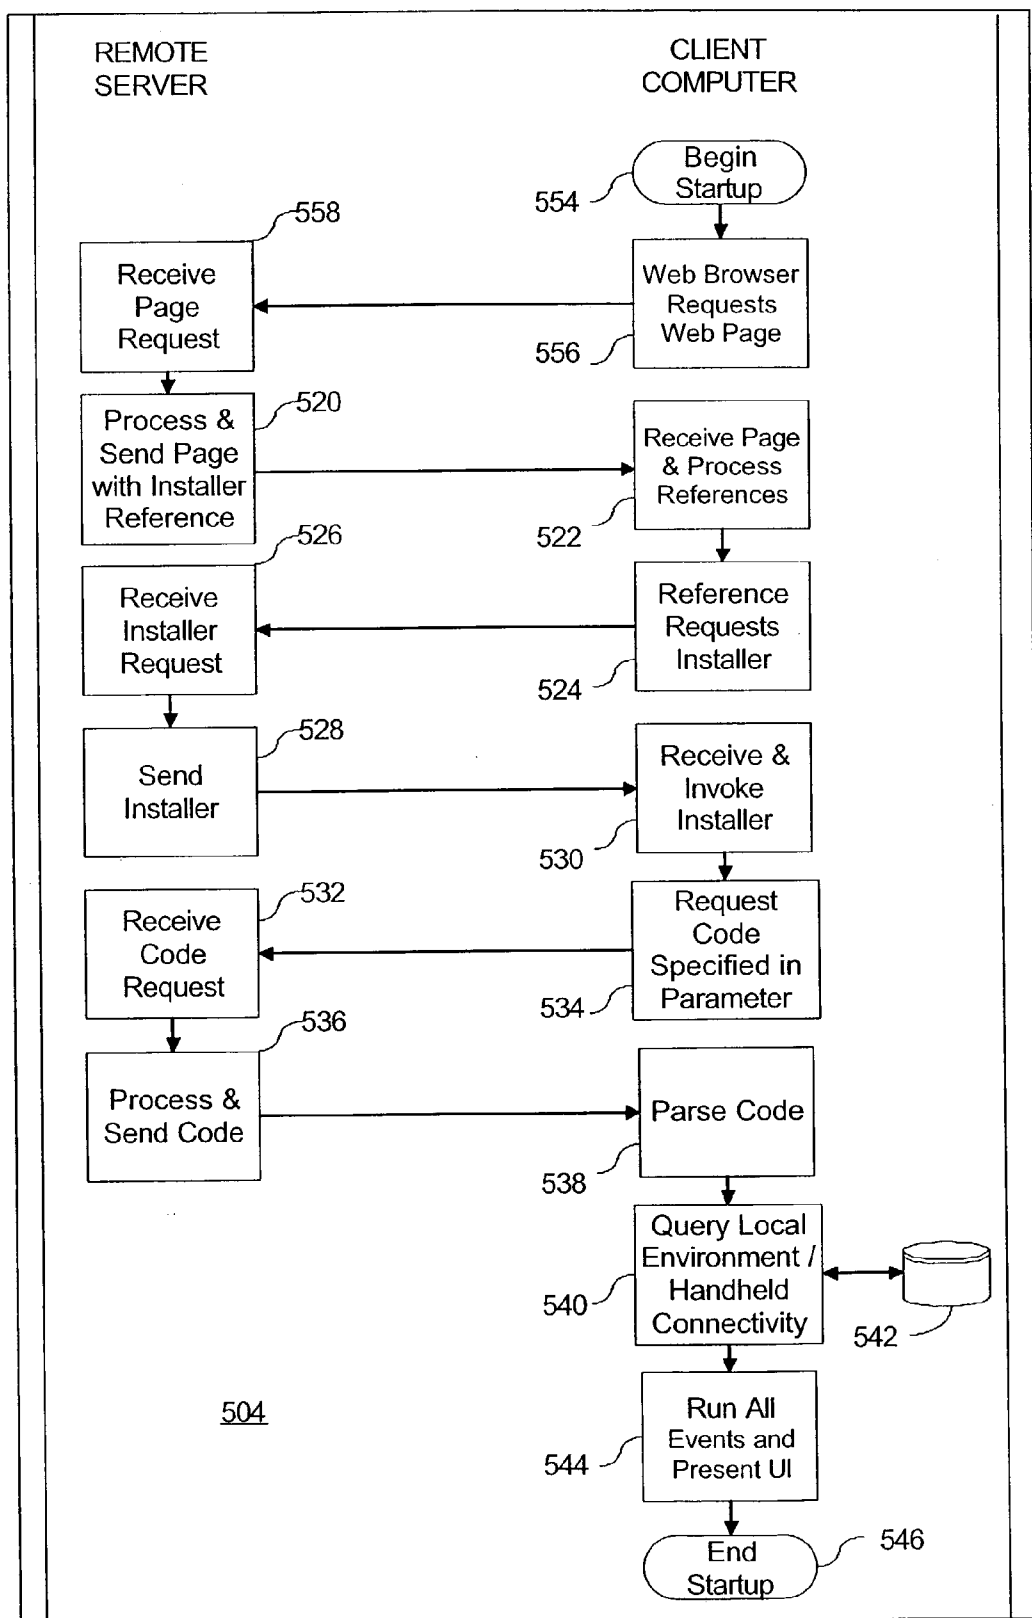 REMOTE
SERVER
CLIENT
COMPUTER
Begin
Startup
554
558
Receive
Page
Request
Web Browser
Requests
Web Page
556
520
Process &
Send Page
with Installer
Reference
Receive Page
& Process
References
522
526
Receive
Installer
Request
Reference
Requests
Installer
524
528
Send
Installer
Receive &
Invoke
Installer
530
532
Receive
Code
Request
Request
Code
Specified in
Parameter
534
536
Process &
Send Code
Parse Code
538
Query Local
Environment /
Handheld
Connectivity
540
542
504
Run All
Events and
Present UI
544
End
Startup
546